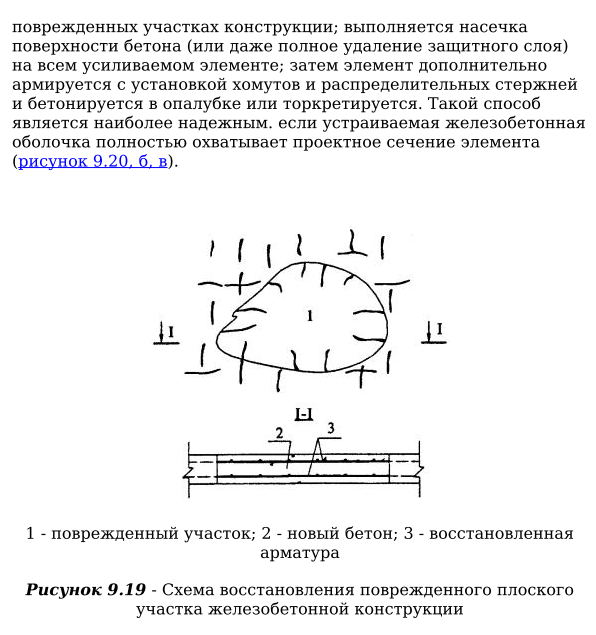 поврежденных участках конструкции; выполняется насечка
поверхности бетона (или даже полное удаление защитного слоя)
на всем усиливаемом элементе; затем элемент дополнительно
армируется с установкой хомутов и распределительных стержней
и бетонируется в опалубке или торкретируется. Такой способ
является наиболее надежным. если устраиваемая железобетонная
оболочка полностью охватывает проектное сечение элемента
(рисунок 9.20, б, в).
1
I I
I-I
2 3
1 - поврежденный участок; 2 - новый бетон; 3 - восстановленная
арматура
Рисунок 9.19 - Схема восстановления поврежденного плоского
участка железобетонной конструкции